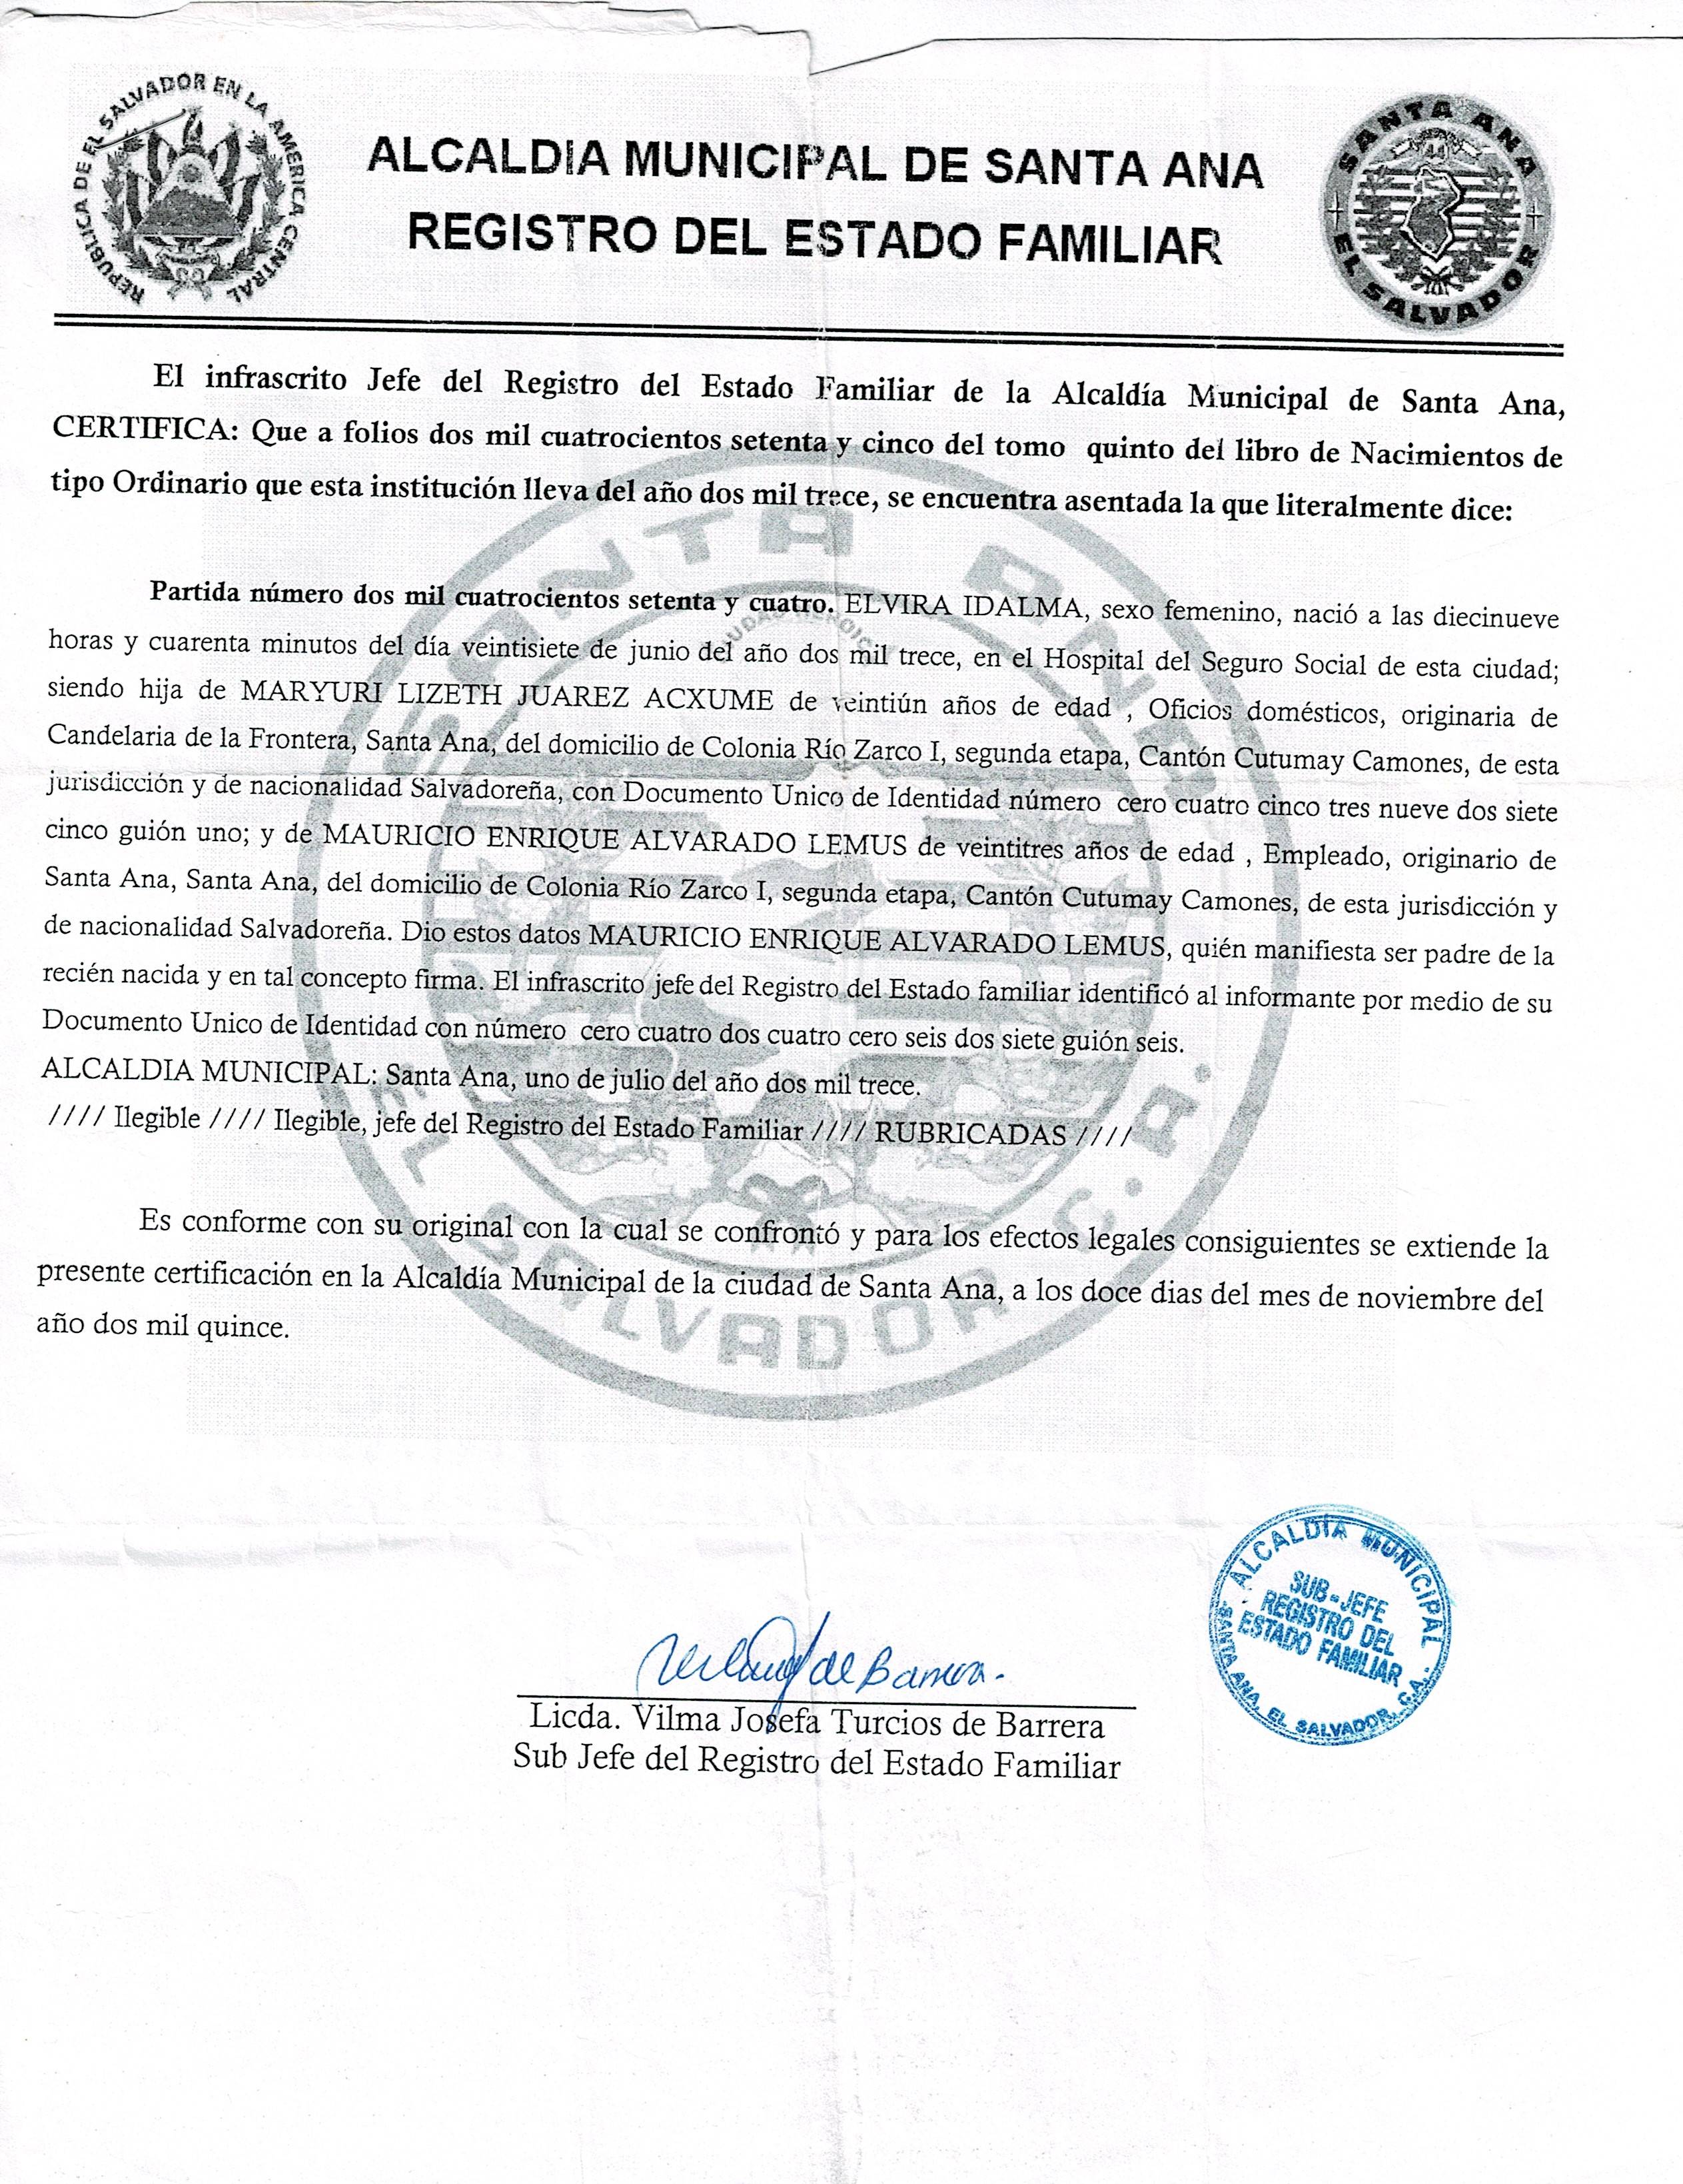 REPUBLICA DE EL SALVADOR EN LA AMERICA CENTRAL
ALCALDIA MUNICIPAL DE SANTA ANA
REGISTRO DEL ESTADO FAMILIAR
SANTA ANA
EL SALVADOR
El infrascrito Jefe del Registro del Estado Familiar de la Alcaldía Municipal de Santa Ana,
CERTIFICA: Que a folios dos mil cuatrocientos setenta y cinco del tomo quinto del libro de Nacimientos de
tipo Ordinario que esta institución lleva del año dos mil trece, se encuentra asentada la que literalmente dice:
Partida número dos mil cuatrocientos setenta y cuatro. ELVIRA IDALMA, sexo femenino, nació a las diecinueve
horas y cuarenta minutos del día veintisiete de junio del año dos mil trece, en el Hospital del Seguro Social de esta ciudad;
siendo hija de MARYURI LIZETH JUAREZ ACXUME de veintiún años de edad , Oficios domésticos, originaria de
Candelaria de la Frontera, Santa Ana, del domicilio de Colonia Río Zarco I, segunda etapa, Cantón Cutumay Camones, de esta
jurisdicción y de nacionalidad Salvadoreña, con Documento Unico de Identidad número cero cuatro cinco tres nueve dos siete
cinco guión uno; y de MAURICIO ENRIQUE ALVARADO LEMUS de veintitres años de edad , Empleado, originario de
Santa Ana, Santa Ana, del domicilio de Colonia Río Zarco I, segunda etapa, Cantón Cutumay Camones, de esta jurisdicción y
de nacionalidad Salvadoreña. Dio estos datos MAURICIO ENRIQUE ALVARADO LEMUS, quién manifiesta ser padre de la
recién nacida y en tal concepto firma. El infrascrito jefe del Registro del Estado familiar identificó al informante por medio de su
Documento Unico de Identidad con número cero cuatro dos cuatro cero seis dos siete guión seis.
ALCALDIA MUNICIPAL: Santa Ana, uno de julio del año dos mil trece.
//// Ilegible //// Ilegible, jefe del Registro del Estado Familiar //// RUBRICADAS ////
Es conforme con su original con la cual se confrontó y para los efectos legales consiguientes se extiende la
presente certificación en la Alcaldía Municipal de la ciudad de Santa Ana, a los doce dias del mes de noviembre del
año dos mil quince.
SANTA ANA
EL SALVADOR C.A.
ALCALDÍA MUNICIPAL
SUB-JEFE
REGISTRO DEL
ESTADO FAMILIAR
SANTA ANA, EL SALVADOR, C.A.
de Barrera
Licda. Vilma Josefa Turcios de Barrera
Sub Jefe del Registro del Estado Familiar